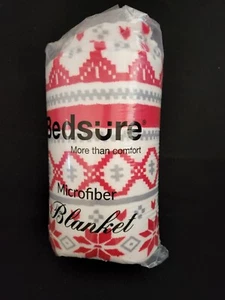 Bedsure®
More than comfort
Microfiber
Blanket